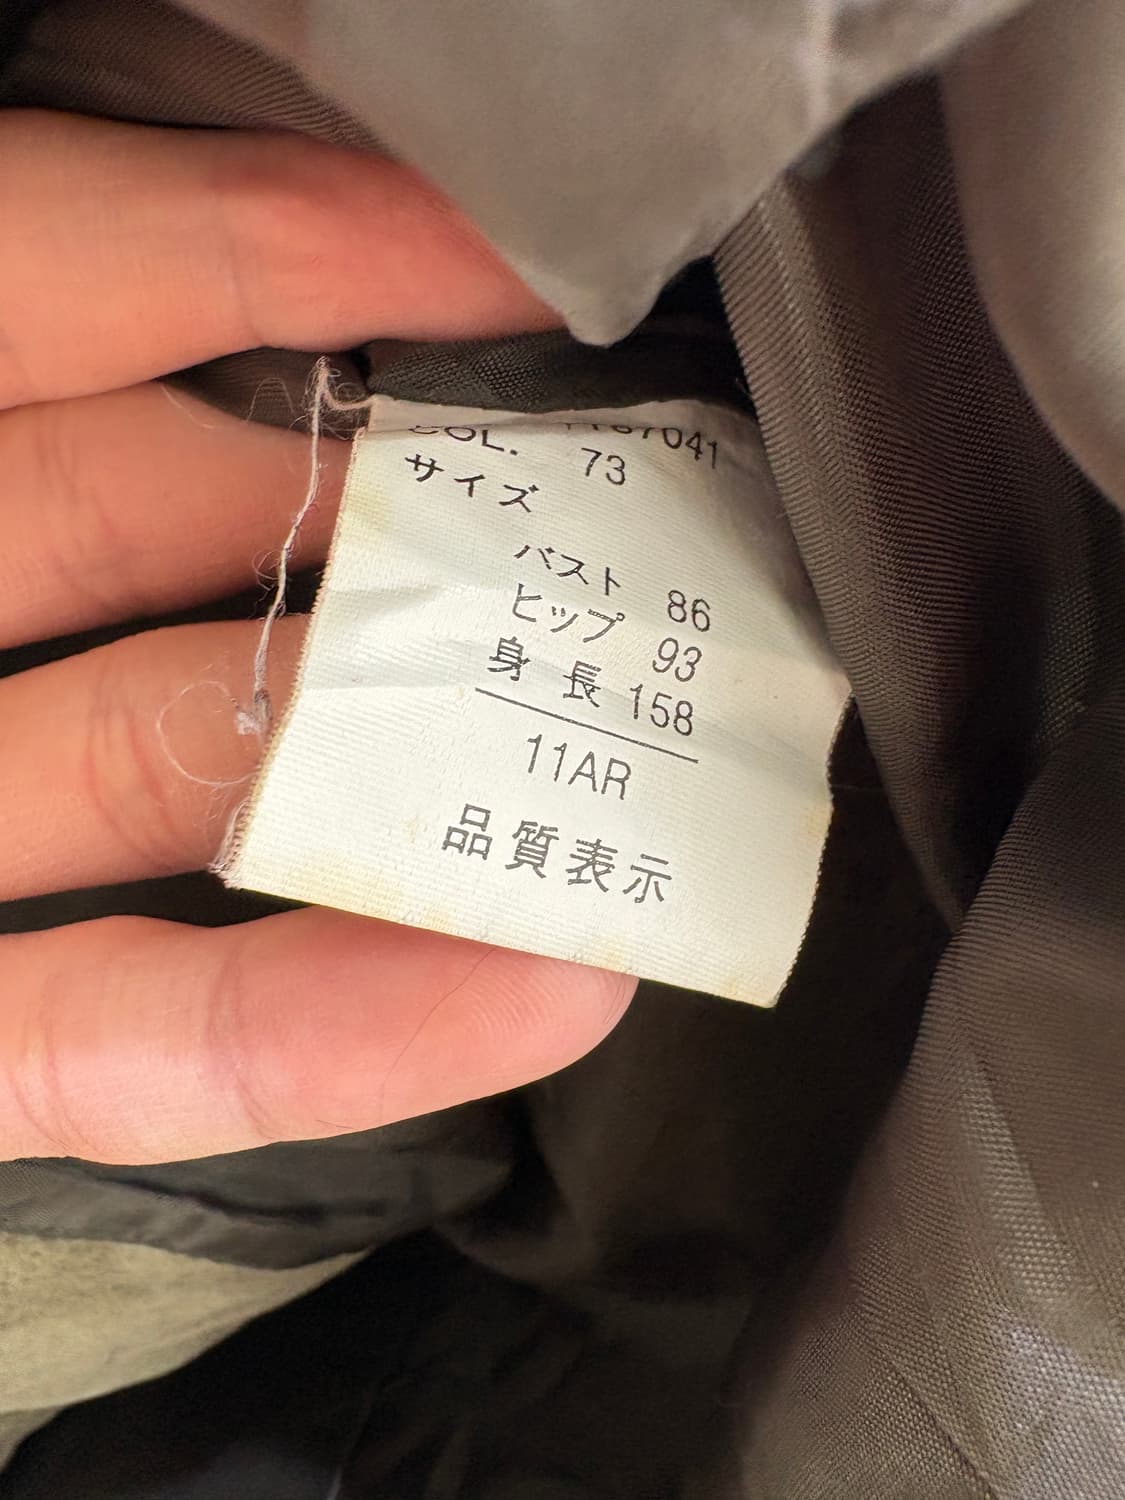 COL. 73
サイズ
バスト 86
ヒップ 93
身長 158
11AR
品質表示